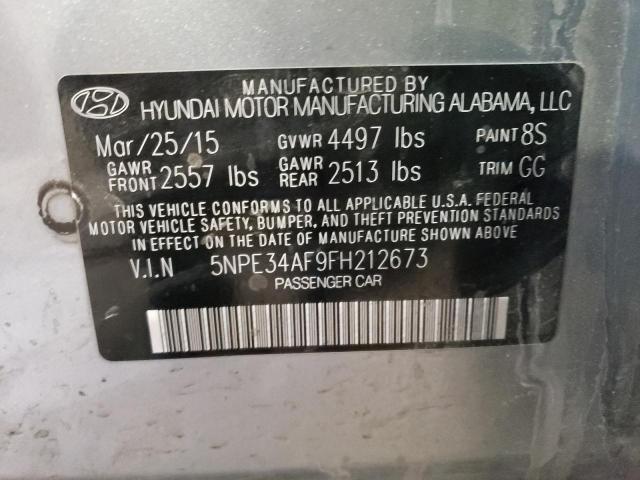 MANUFACTURED BY
HYUNDAI MOTOR MANUFACTURING ALABAMA, LLC
Mar/25/15 GVWR 4497 lbs PAINT 8S
GAWR FRONT 2557 lbs GAWR REAR 2513 lbs TRIM GG
THIS VEHICLE CONFORMS TO ALL APPLICABLE U.S.A. FEDERAL
MOTOR VEHICLE SAFETY, BUMPER, AND THEFT PREVENTION STANDARDS
IN EFFECT ON THE DATE OF MANUFACTURE SHOWN ABOVE
V.I.N 5NPE34AF9FH212673
PASSENGER CAR